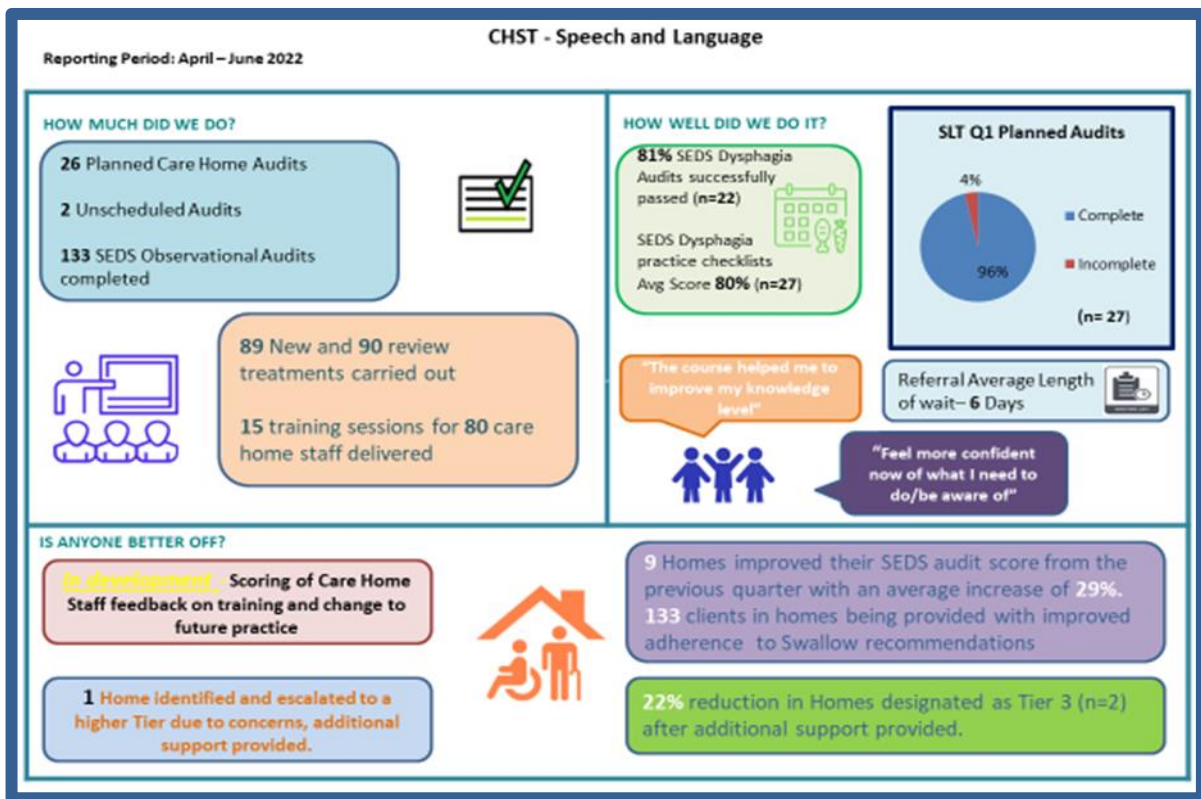 CHST - Speech and Language
Reporting Period: April – June 2022
HOW MUCH DID WE DO?
26 Planned Care Home Audits
2 Unscheduled Audits
133 SEDS Observational Audits
completed
89 New and 90 review
treatments carried out
15 training sessions for 80 care
home staff delivered
HOW WELL DID WE DO IT?
81% SEDS Dysphagia
Audits successfully
passed (n=22)
SEDS Dysphagia
practice checklists
Avg Score 80% (n=27)
SLT Q1 Planned Audits
4%
96%
Complete
Incomplete
(n= 27)
"The course helped me to
improve my knowledge
level"
Referral Average Length
of wait– 6 Days
"Feel more confident
now of what I need to
do/be aware of"
IS ANYONE BETTER OFF?
In development - Scoring of Care Home
Staff feedback on training and change to
future practice
1 Home identified and escalated to a
higher Tier due to concerns, additional
support provided.
9 Homes improved their SEDS audit score from the
previous quarter with an average increase of 29%.
133 clients in homes being provided with improved
adherence to Swallow recommendations
22% reduction in Homes designated as Tier 3 (n=2)
after additional support provided.